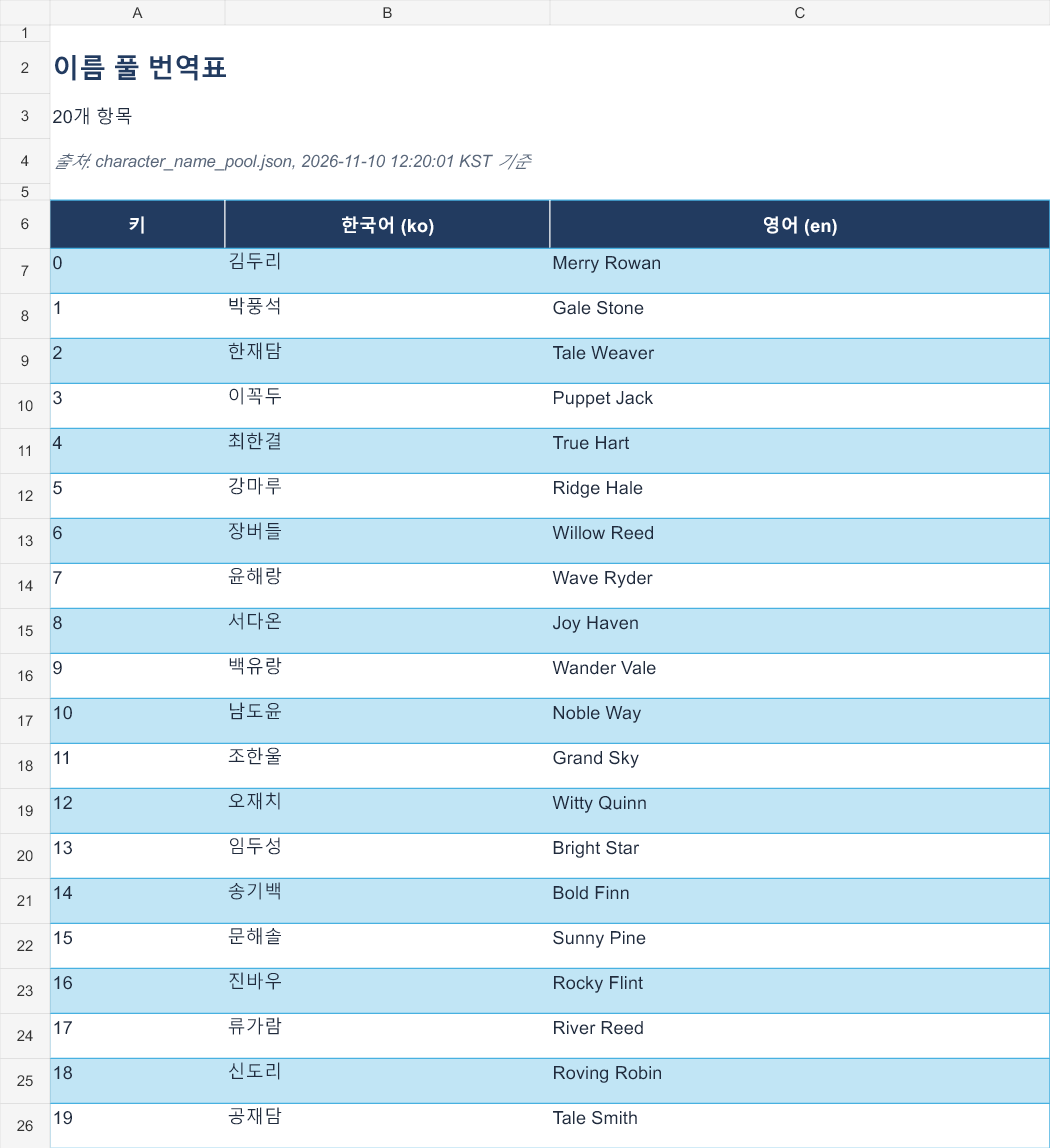 A B C
1
2 이름 풀 번역표
3 20개 항목
4 출처: character_name_pool.json, 2026-11-10 12:20:01 KST 기준
5
6 키 한국어 (ko) 영어 (en)
7 0 김두리 Merry Rowan
8 1 박풍석 Gale Stone
9 2 한재담 Tale Weaver
10 3 이꼭두 Puppet Jack
11 4 최한결 True Hart
12 5 강마루 Ridge Hale
13 6 장버들 Willow Reed
14 7 윤해랑 Wave Ryder
15 8 서다온 Joy Haven
16 9 백유랑 Wander Vale
17 10 남도윤 Noble Way
18 11 조한울 Grand Sky
19 12 오재치 Witty Quinn
20 13 임두성 Bright Star
21 14 송기백 Bold Finn
22 15 문해솔 Sunny Pine
23 16 진바우 Rocky Flint
24 17 류가람 River Reed
25 18 신도리 Roving Robin
26 19 공재담 Tale Smith